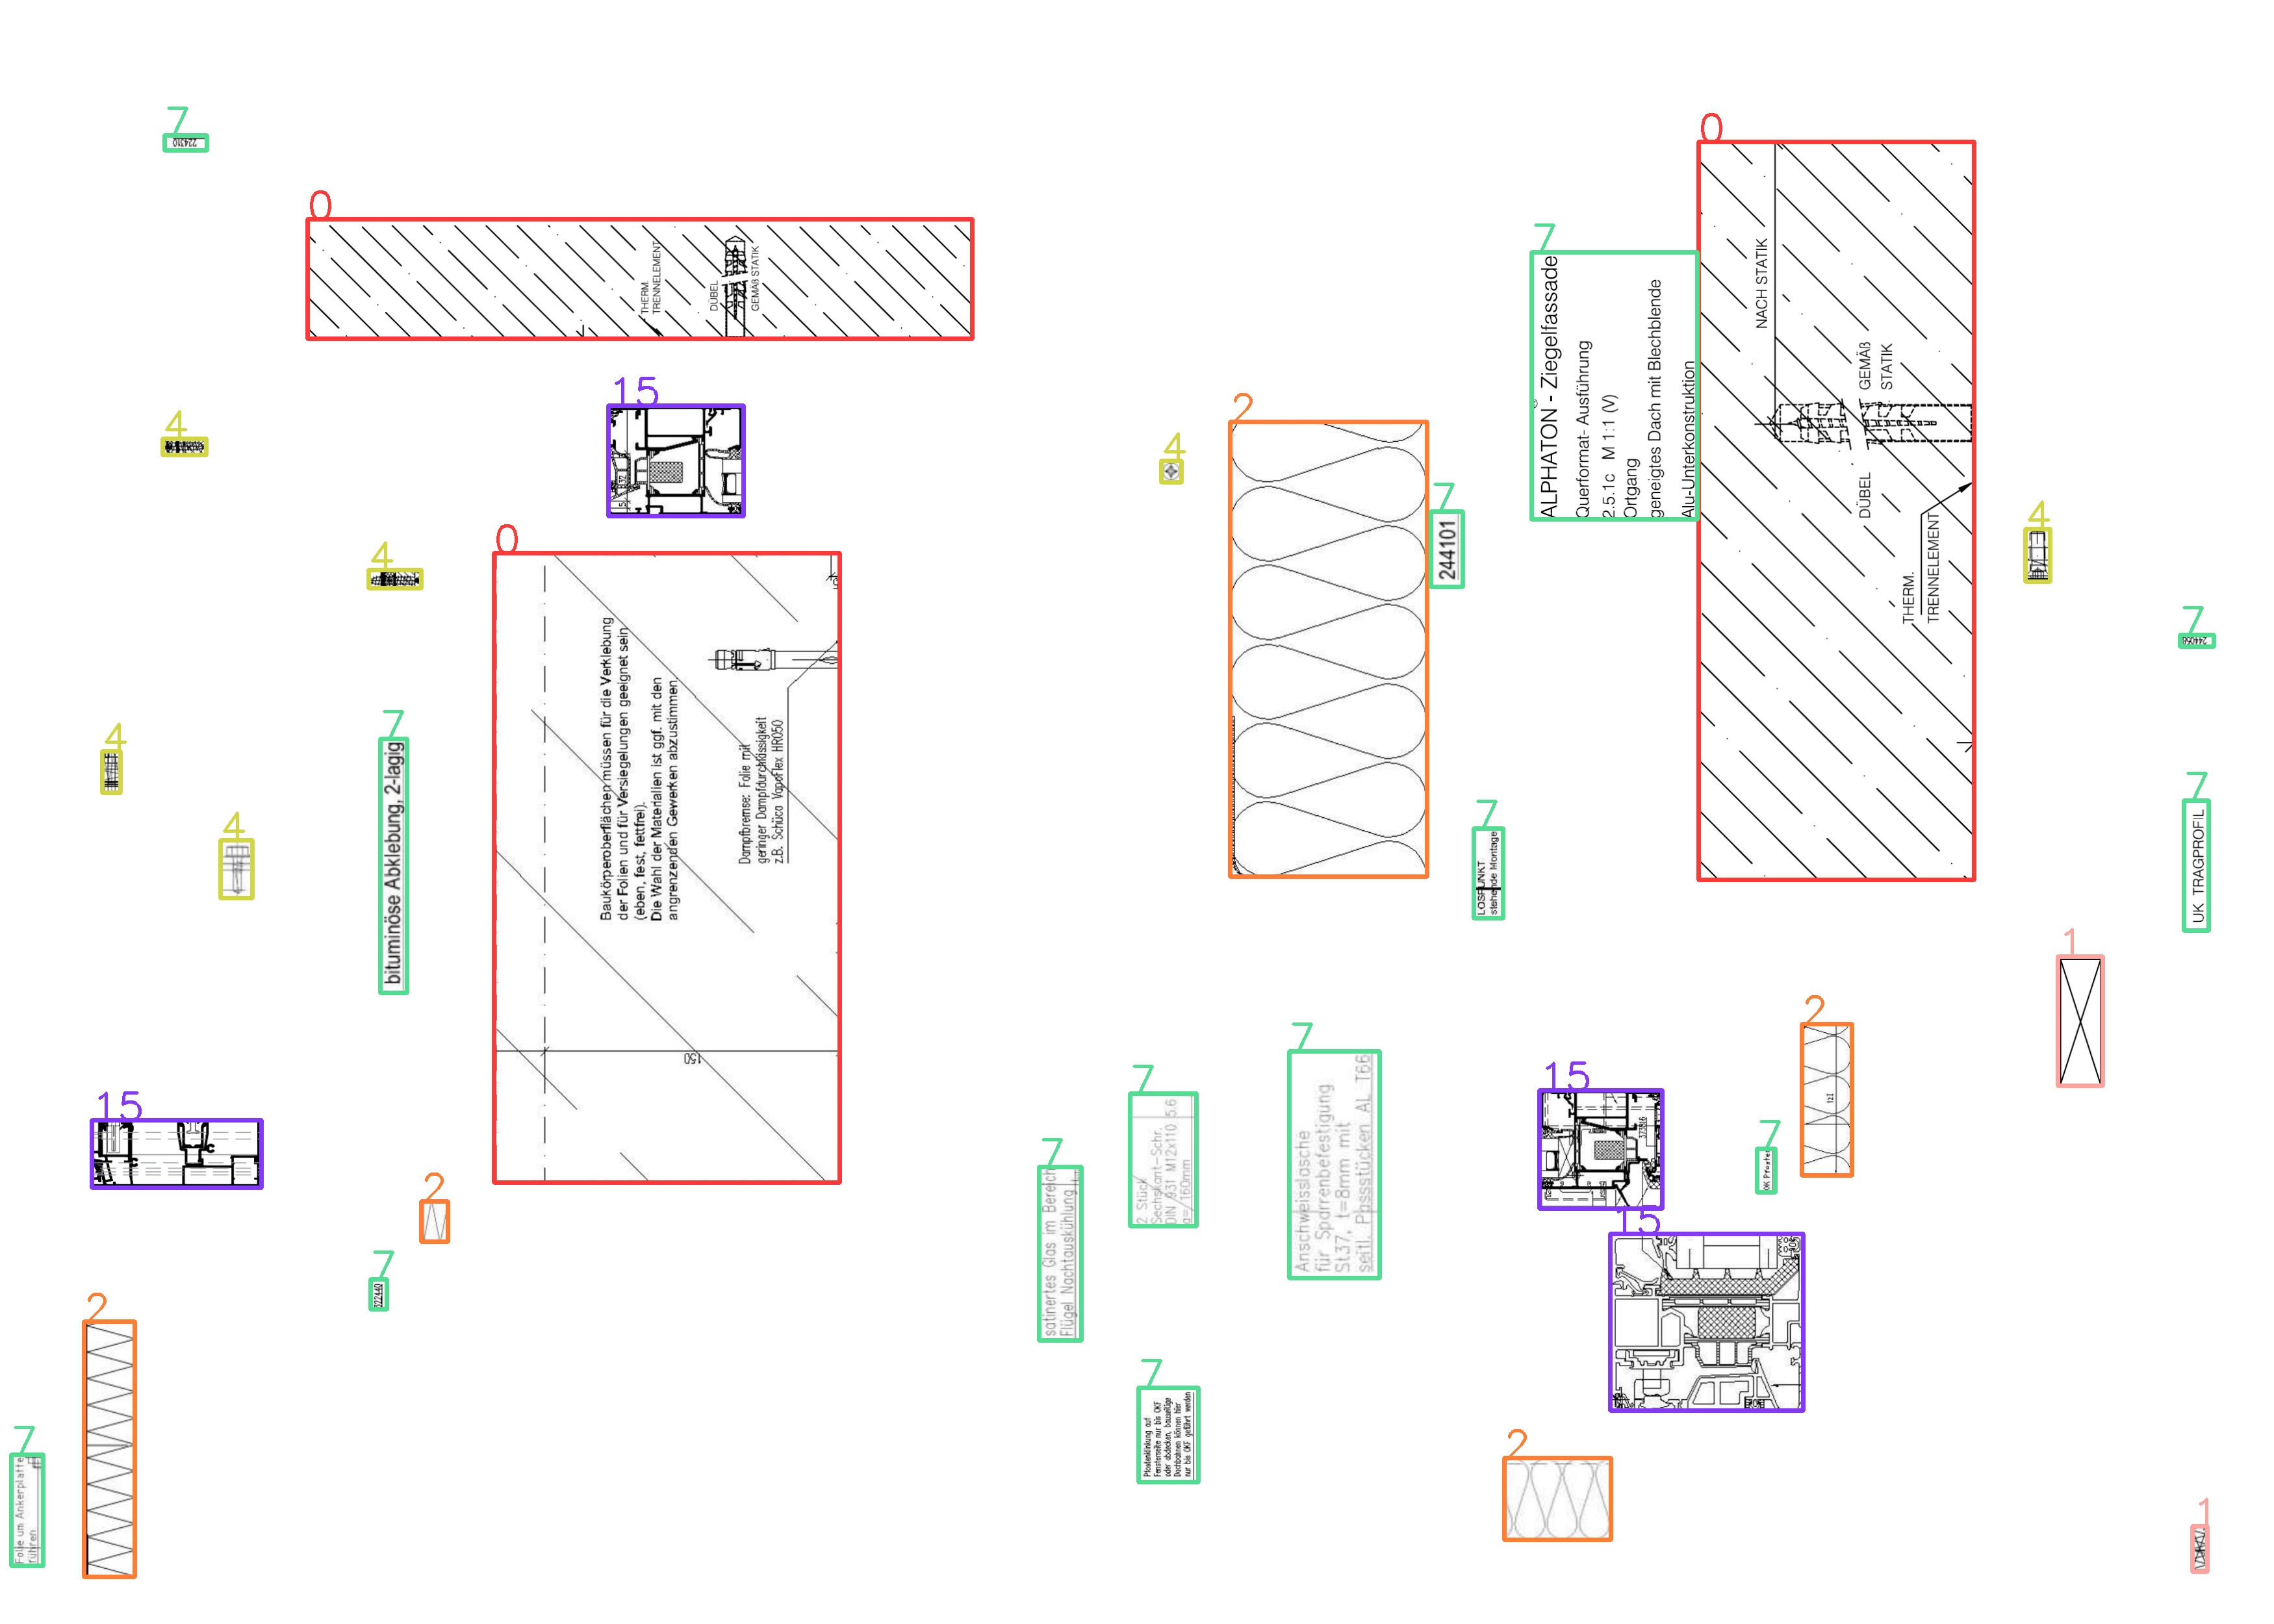 7
224310
0
THERM.
TRENNELEMENT
DÜBEL
GEMÄß STATIK
0
NACH STATIK
DÜBEL
GEMÄß
STATIK
THERM.
TRENNELEMENT
7
ALPHATON - Ziegelfassade
®
Querformat- Ausführung
2.5.1c M 1:1 (V)
Ortgang
geneigtes Dach mit Blechblende
Alu-Unterkonstruktion
15
4
2
4
7
244101
4
4
0
Baukörperoberflächen müssen für die Verklebung
der Folien und für Versiegelungen geeignet sein
(eben, fest, fettfrei).
Die Wahl der Materialien ist ggf. mit den
angrenzenden Gewerken abzustimmen
Dampfbremse: Folie mit
geringer Dampfdurchlässigkeit
z.B. Schüco VapoFlex HR050
150
7
244056
7
bituminöse Abklebung, 2-lagig
4
4
7
LOSPUNKT
stehende Montage
7
UK TRAGPROFIL
1
2
121
7
Anschweisslasche
für Sparrenbefestigung
St37, t=8mm mit
seitl. Passstücken AL T66
7
2 Stück
Sechskant-Schr.
DIN 931 M12x110 5.6
a=/160mm
15
15
7
OK Pfosten
7
satiniertes Glas im Bereich
Flügel Nachtauskühlung
2
15
7
322440
2
7
Pfostenklinkung auf
Fensterseite nur bis OKF
oder abdecken, bauseitige
Dachbahnen können hier
nur bis OKF geführt werden
7
Folie um Ankerplatte
führen
2
1